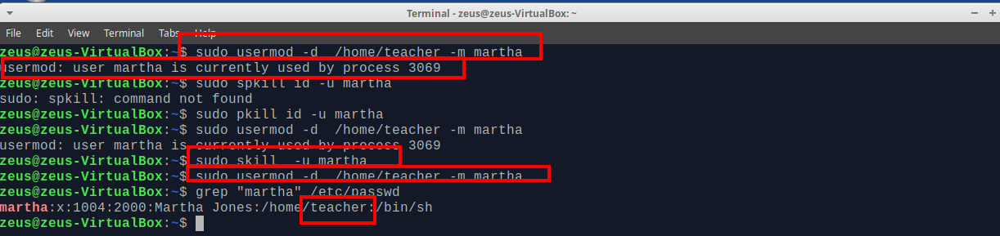 Terminal - zeus@zeus-VirtualBox: ~
File Edit View Terminal Tabs Help
zeus@zeus-VirtualBox:~$ sudo usermod -d  /home/teacher -m martha
usermod: user martha is currently used by process 3069
zeus@zeus-VirtualBox:~$ sudo spkill id -u martha
sudo: spkill: command not found
zeus@zeus-VirtualBox:~$ sudo pkill id -u martha
zeus@zeus-VirtualBox:~$ sudo usermod -d  /home/teacher -m martha
usermod: user martha is currently used by process 3069
zeus@zeus-VirtualBox:~$ sudo skill  -u martha
zeus@zeus-VirtualBox:~$ sudo usermod -d  /home/teacher -m martha
zeus@zeus-VirtualBox:~$ grep "martha" /etc/passwd
martha:x:1004:2000:Martha Jones:/home/teacher:/bin/sh
zeus@zeus-VirtualBox:~$